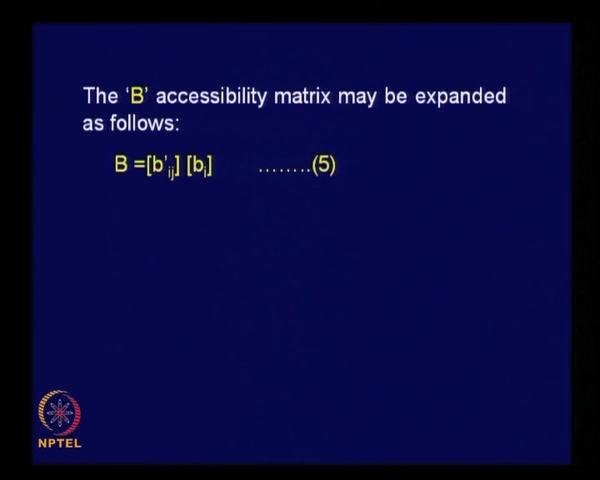 The 'B' accessibility matrix may be expanded
as follows:
B =[b'ij] [bi] ........(5)
NPTEL